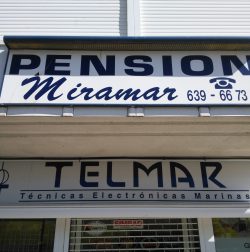 PENSION
Miramar 639 - 66 73
TELMAR
Técnicas Electrónicas Marinas